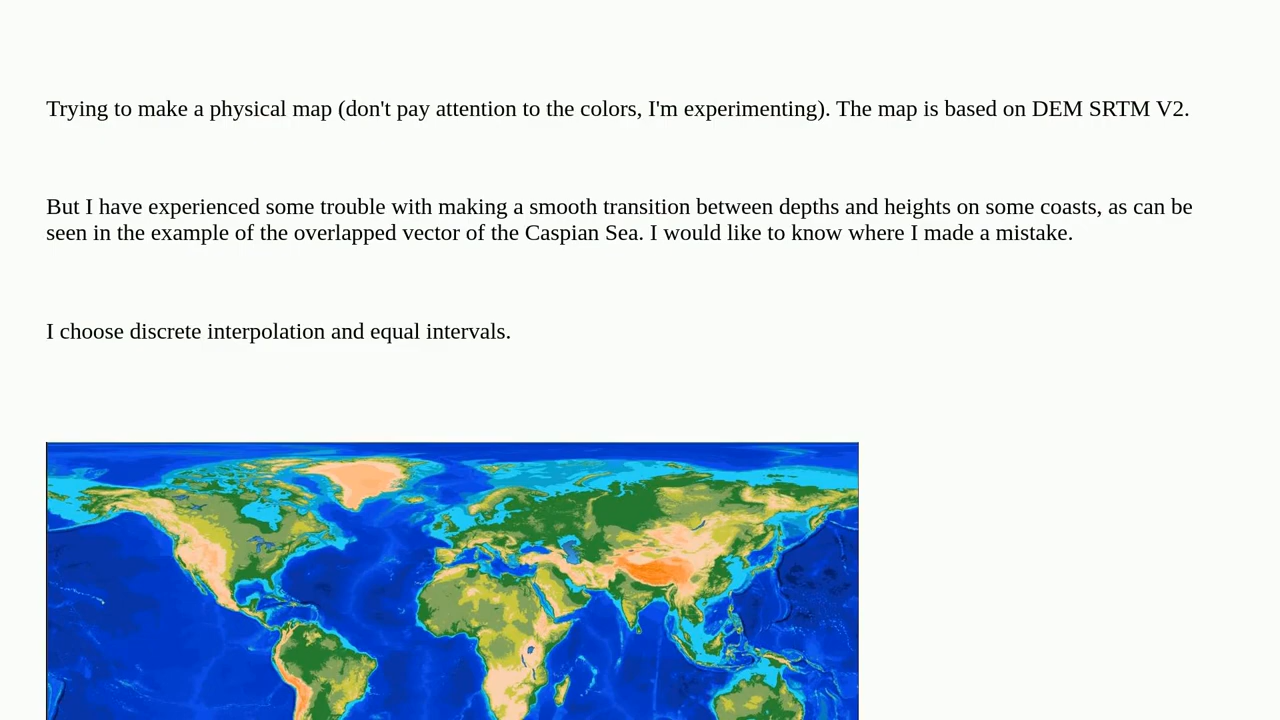 Trying to make a physical map (don't pay attention to the colors, I'm experimenting). The map is based on DEM SRTM V2.
But I have experienced some trouble with making a smooth transition between depths and heights on some coasts, as can be
seen in the example of the overlapped vector of the Caspian Sea. I would like to know where I made a mistake.
I choose discrete interpolation and equal intervals.